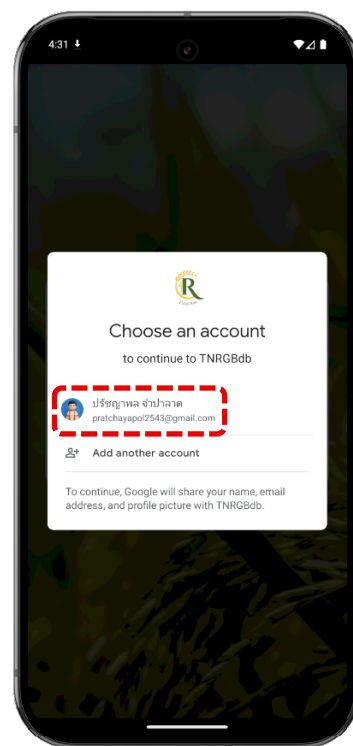 4:31
R
Choose an account
to continue to TNRGBdb
ปรัชญาพล จำปาลาด
pratchayapol2543@gmail.com
Add another account
To continue, Google will share your name, email
address, and profile picture with TNRGBdb.